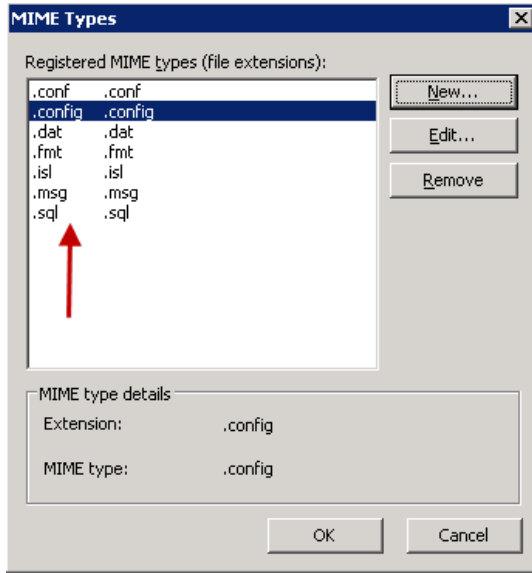 MIME Types
Registered MIME types (file extensions):
.conf .conf
.config .config
.dat .dat
.fmt .fmt
.isl .isl
.msg .msg
.sql .sql
New...
Edit...
Remove
MIME type details
Extension: .config
MIME type: .config
OK Cancel